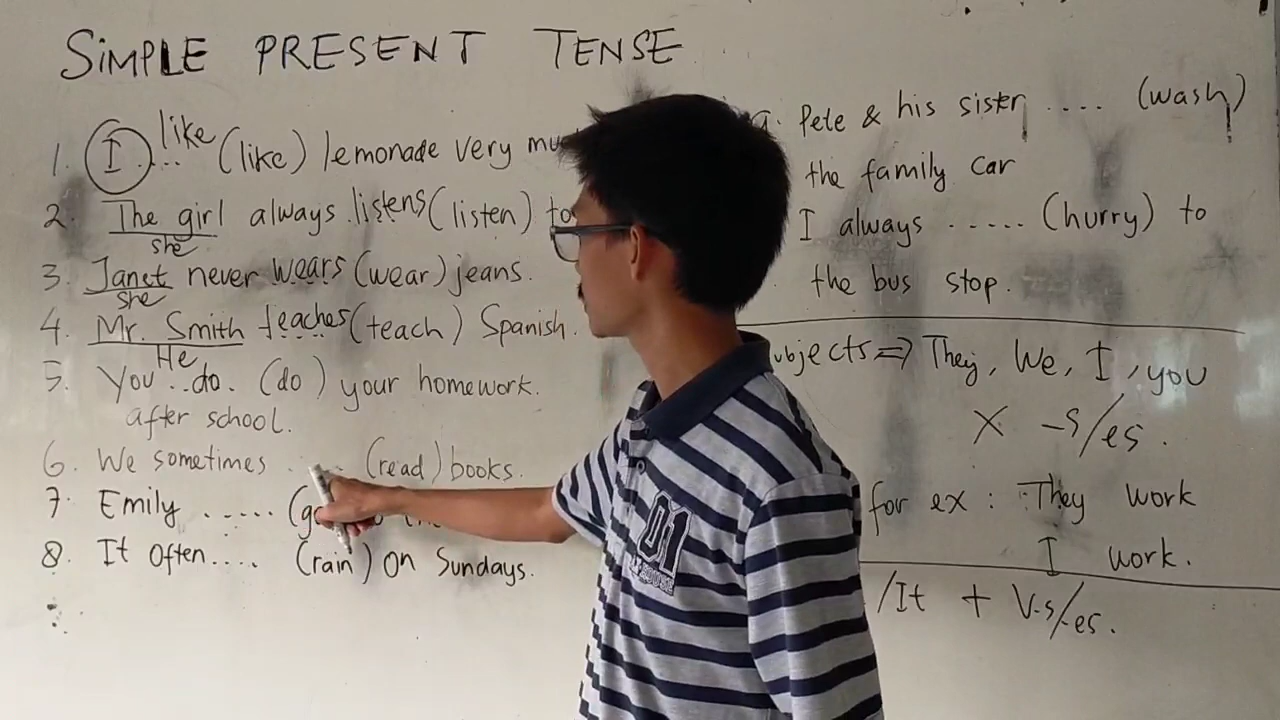 SIMPLE PRESENT TENSE
1. I like.... (like) lemonade very
2. The girl always listens (listen) to
she
3. Janet never wears (wear) jeans.
she
4. Mr. Smith teaches (teach) Spanish.
He
5. You ..do. (do) your homework.
after school.
6. We sometimes .... (read) books.
7. Emily .....
8. It often.... (rain) on Sundays.
Pete & his sister .... (wash)
the family car
I always ..... (hurry) to
the bus stop.
⇒ They, We, I, you
X -s/es.
for ex : They work
I work.
/It + V-s/-es.
01